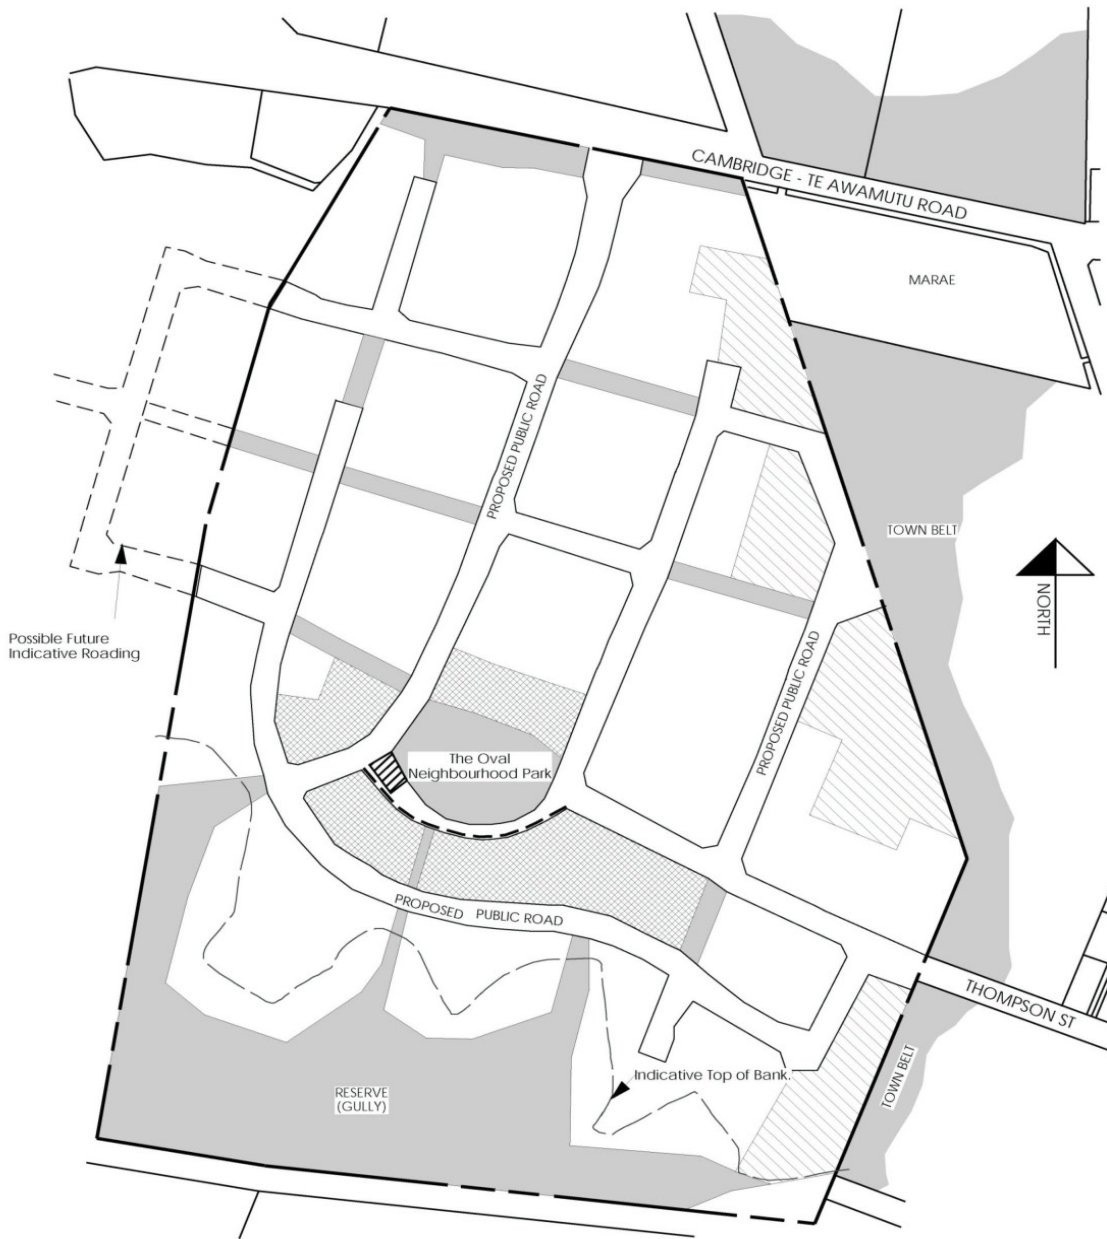 CAMBRIDGE - TE AWAMUTU ROAD
MARAE
PROPOSED PUBLIC ROAD
TOWN BELT
NORTH
Possible Future
Indicative Roading
PROPOSED PUBLIC ROAD
The Oval
Neighbourhood Park
PROPOSED PUBLIC ROAD
THOMPSON ST
TOWN BELT
Indicative Top of Bank.
RESERVE
(GULLY)